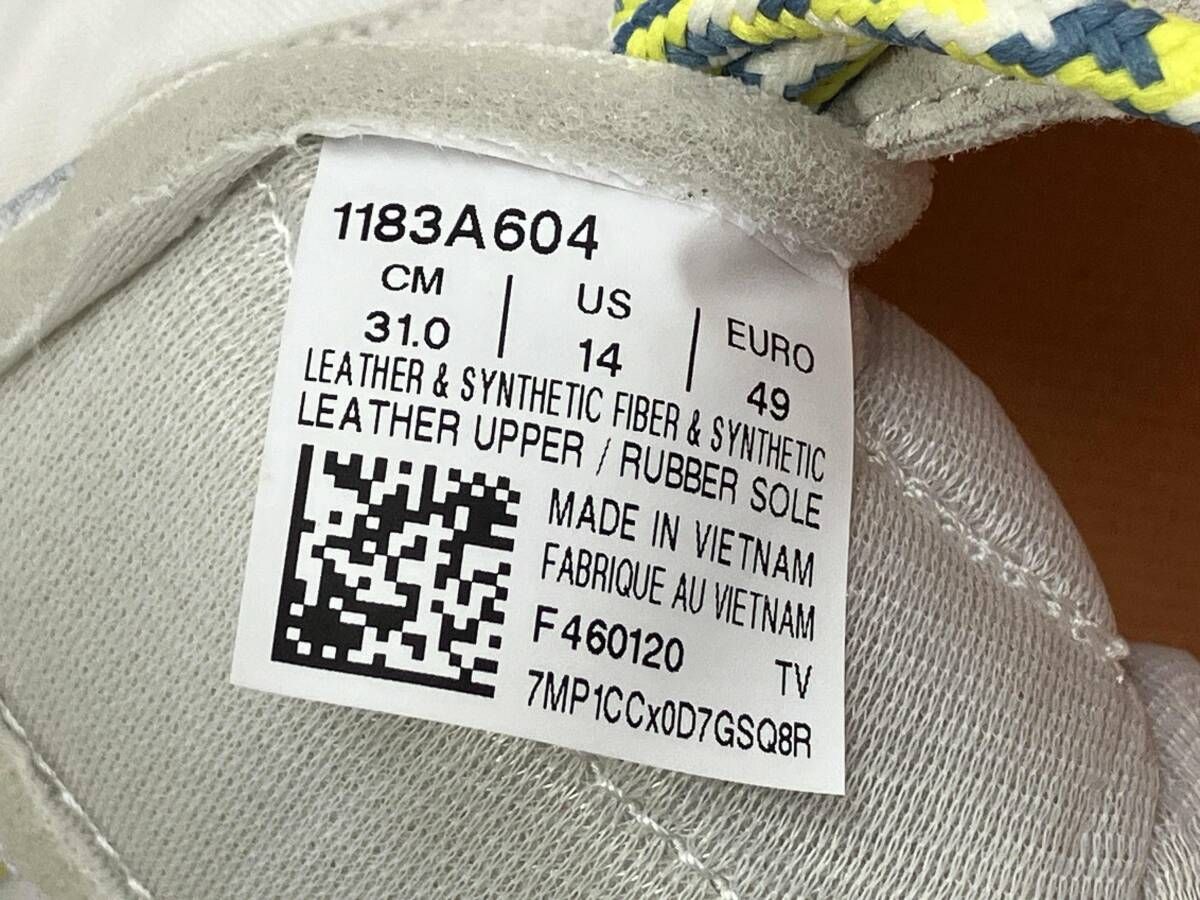 1183A604
CM | US | EURO
31.0 | 14 | 49
LEATHER & SYNTHETIC FIBER & SYNTHETIC
LEATHER UPPER / RUBBER SOLE
MADE IN VIETNAM
FABRIQUE AU VIETNAM
F460120 TV
7MP1CCx0D7GSQ8R